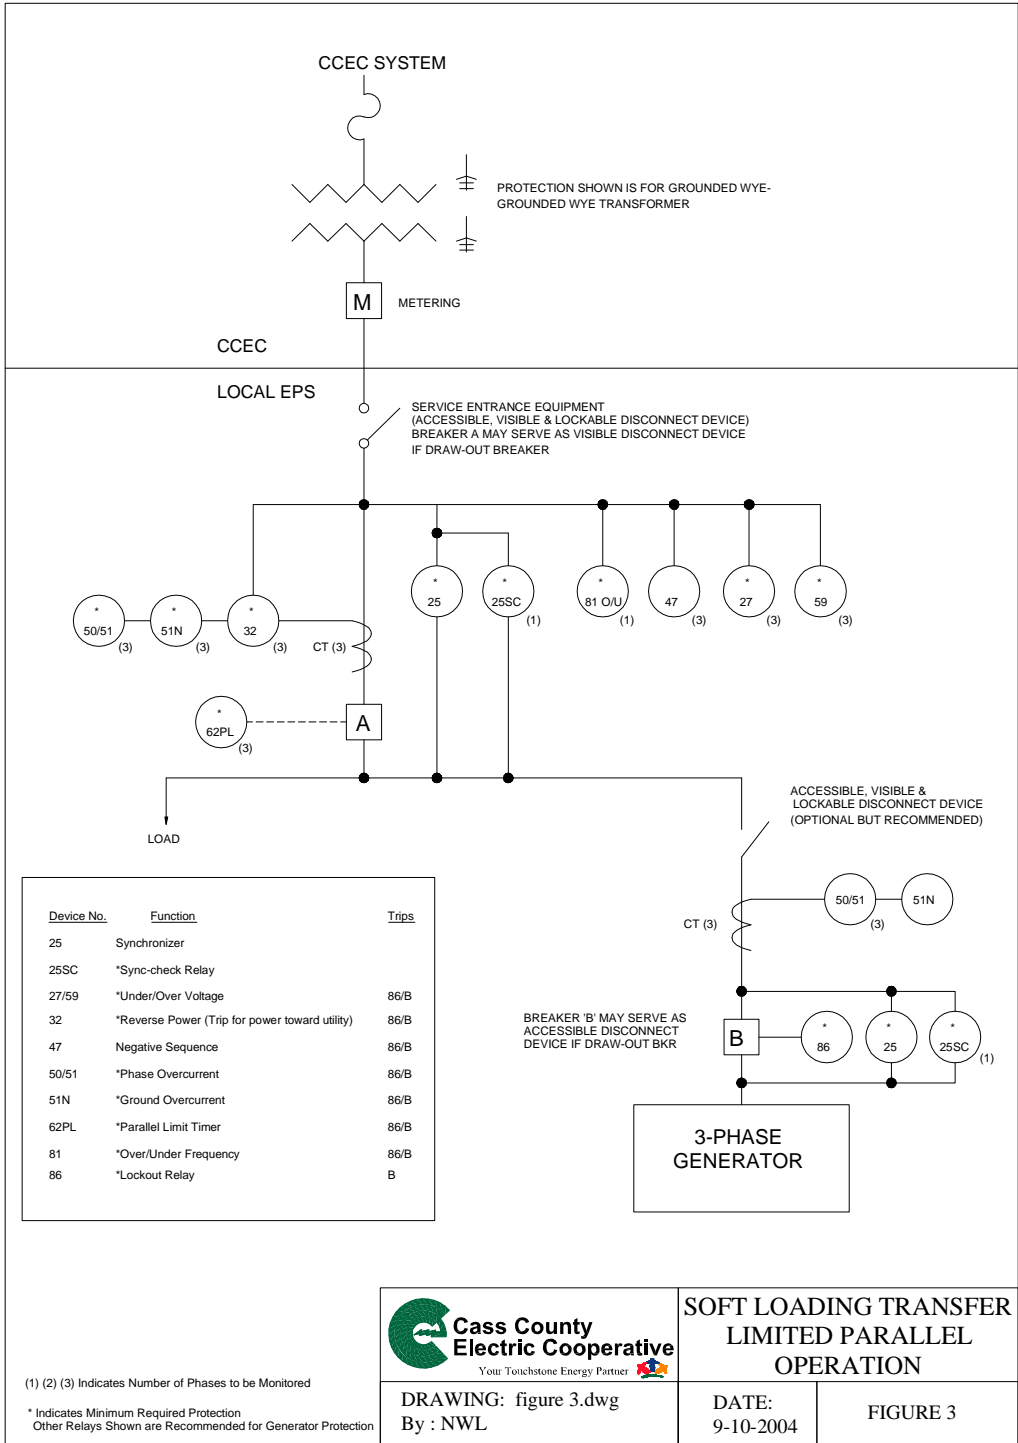 CCEC SYSTEM
PROTECTION SHOWN IS FOR GROUNDED WYE-
GROUNDED WYE TRANSFORMER
M
METERING
CCEC
LOCAL EPS
SERVICE ENTRANCE EQUIPMENT
(ACCESSIBLE, VISIBLE & LOCKABLE DISCONNECT DEVICE)
BREAKER A MAY SERVE AS VISIBLE DISCONNECT DEVICE
IF DRAW-OUT BREAKER
* 50/51 (3)
* 51N (3)
* 32 (3)
CT (3)
* 25
* 25SC (1)
* 81 O/U (1)
47 (3)
* 27 (3)
* 59 (3)
* 62PL (3)
A
LOAD
ACCESSIBLE, VISIBLE &
LOCKABLE DISCONNECT DEVICE
(OPTIONAL BUT RECOMMENDED)
CT (3)
50/51 (3)
51N
BREAKER 'B' MAY SERVE AS
ACCESSIBLE DISCONNECT
DEVICE IF DRAW-OUT BKR
B
* 86
* 25
* 25SC (1)
3-PHASE
GENERATOR
Device No. Function Trips
25 Synchronizer
25SC *Sync-check Relay
27/59 *Under/Over Voltage 86/B
32 *Reverse Power (Trip for power toward utility) 86/B
47 Negative Sequence 86/B
50/51 *Phase Overcurrent 86/B
51N *Ground Overcurrent 86/B
62PL *Parallel Limit Timer 86/B
81 *Over/Under Frequency 86/B
86 *Lockout Relay B
(1) (2) (3) Indicates Number of Phases to be Monitored
* Indicates Minimum Required Protection
Other Relays Shown are Recommended for Generator Protection
Cass County
Electric Cooperative
Your Touchstone Energy Partner
SOFT LOADING TRANSFER
LIMITED PARALLEL
OPERATION
DRAWING: figure 3.dwg
By : NWL
DATE:
9-10-2004
FIGURE 3